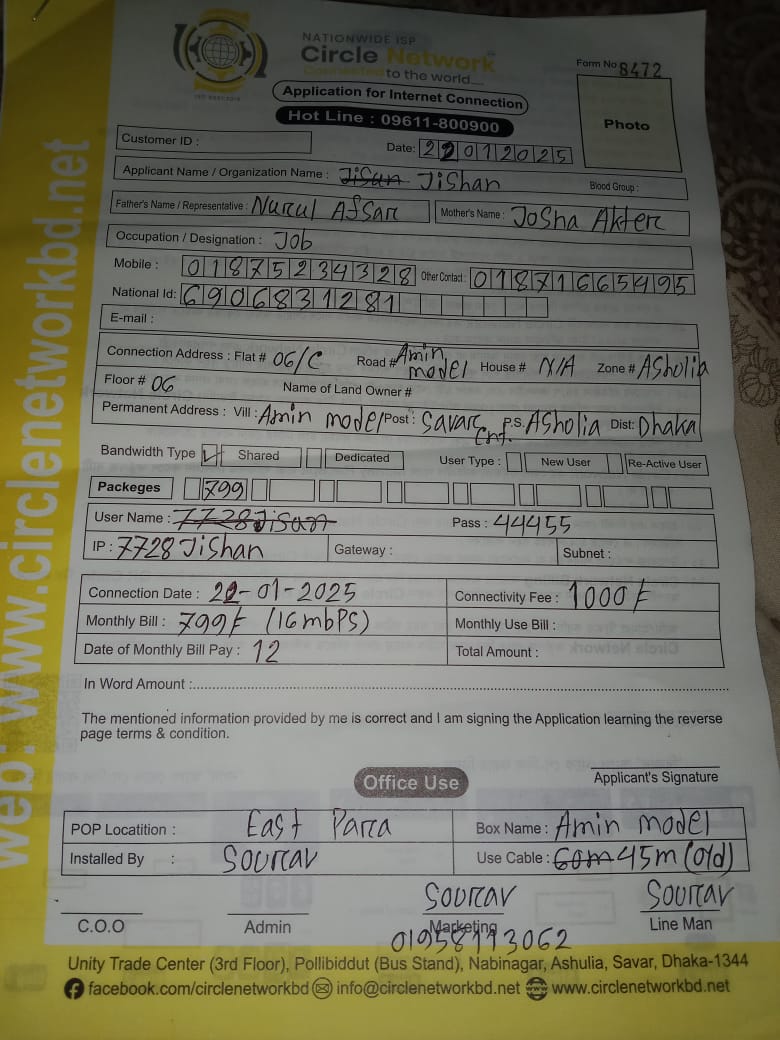 NATIONWIDE ISP
Circle Network
Connected to the world....
Form No 8472
Application for Internet Connection
Hot Line : 09611-800900
Photo
Customer ID :
Date: 22012025
Applicant Name / Organization Name : Jisan Jishan Blood Group :
Father's Name / Representative : Nurul Afsar Mother's Name : Josna Akter
Occupation / Designation : Job
Mobile : 01875234328 Other Contact : 01871665495
National Id: 6906831281
E-mail :
Connection Address : Flat # 06/C Road # Amin model House # N/A Zone # Asholia
Floor # 06 Name of Land Owner #
Permanent Address : Vill : Amin model Post : Savar Cnt. P.S. Asholia Dist: Dhaka
Bandwidth Type Shared Dedicated User Type : New User Re-Active User
Packeges 799
User Name : 7728Jisan Pass : 44455
IP : 7728Jishan Gateway : Subnet :
Connection Date : 22-01-2025 Connectivity Fee : 1000/-
Monthly Bill : 799/- (16mbps) Monthly Use Bill :
Date of Monthly Bill Pay : 12 Total Amount :
In Word Amount :
The mentioned information provided by me is correct and I am signing the Application learning the reverse
page terms & condition.
Applicant's Signature
Office Use
POP Locatition : East Para Box Name : Amin model
Installed By : Sourav Use Cable : 60m 45m (old)
Sourav Sourav
C.O.O Admin Marketing Line Man
01958113062
Unity Trade Center (3rd Floor), Pollibiddut (Bus Stand), Nabinagar, Ashulia, Savar, Dhaka-1344
facebook.com/circlenetworkbd info@circlenetworkbd.net www.circlenetworkbd.net
web: www.circlenetworkbd.net